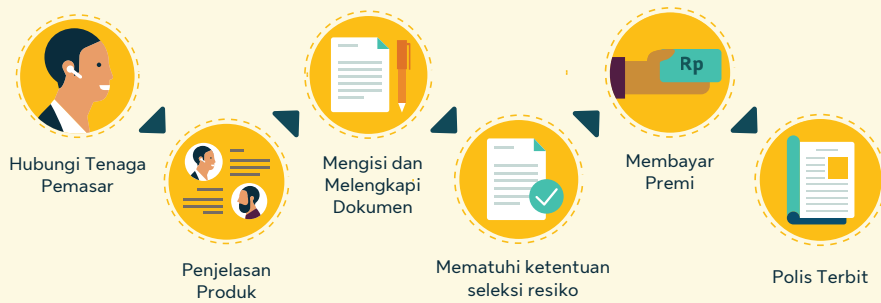 Hubungi Tenaga
Pemasar
Penjelasan
Produk
Mengisi dan
Melengkapi
Dokumen
Mematuhi ketentuan
seleksi resiko
Rp
Membayar
Premi
Polis Terbit